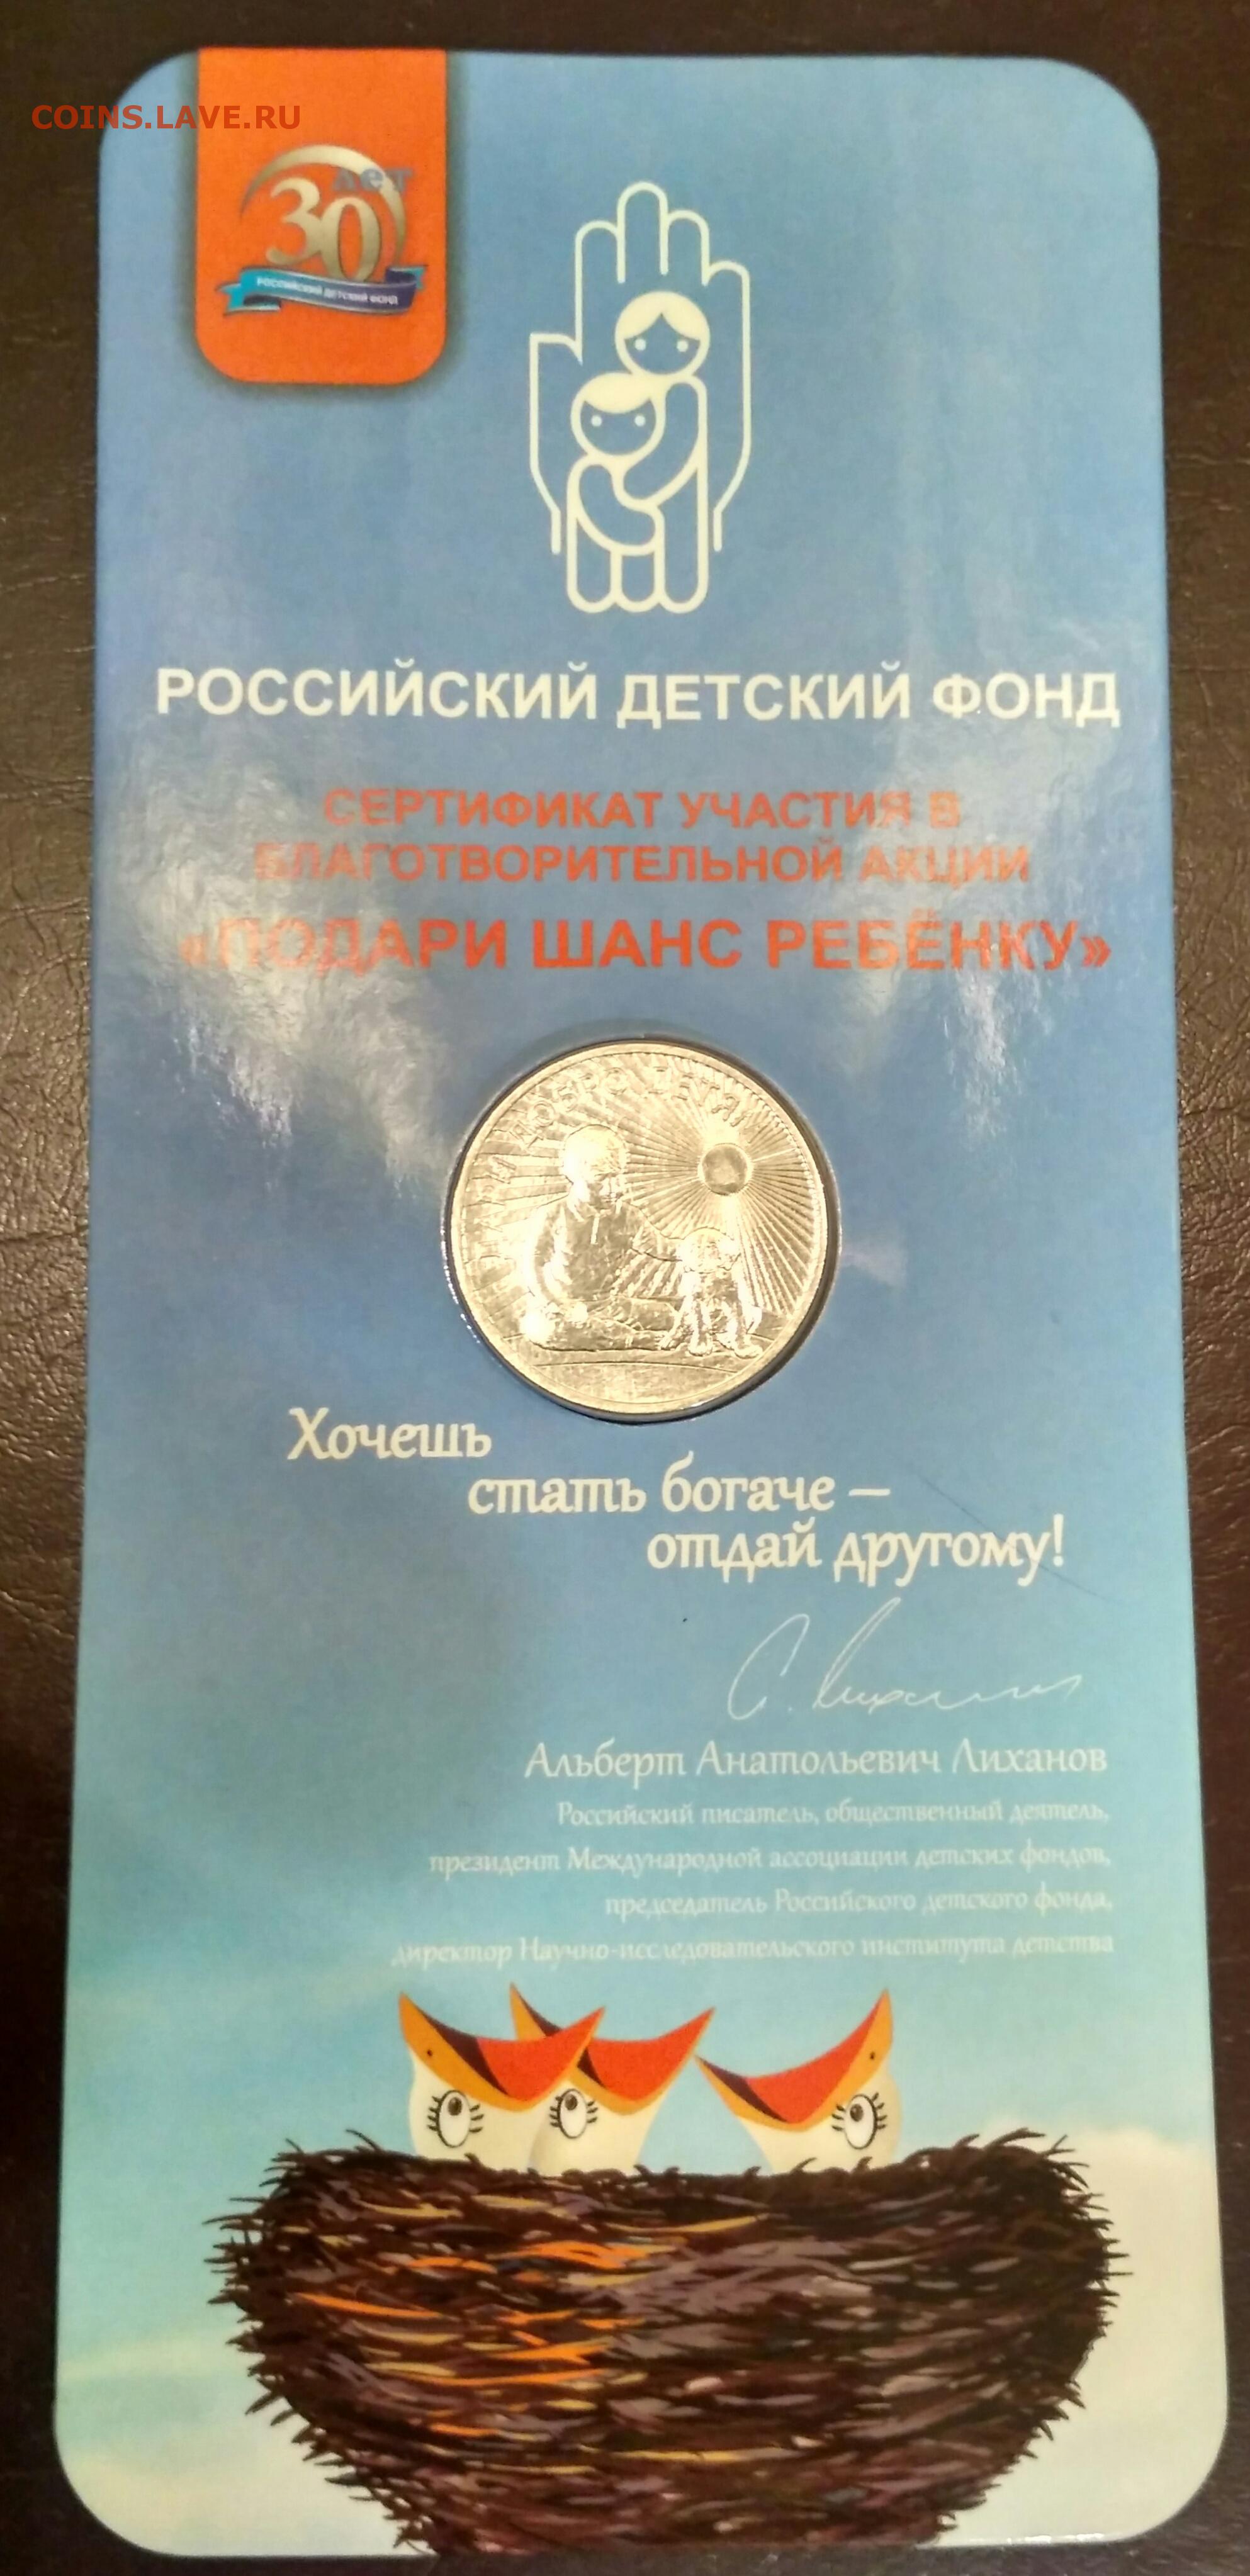 COINS.LAVE.RU
30 лет
РОССИЙСКИЙ ДЕТСКИЙ ФОНД
РОССИЙСКИЙ ДЕТСКИЙ ФОНД
СЕРТИФИКАТ УЧАСТИЯ В
БЛАГОТВОРИТЕЛЬНОЙ АКЦИИ
«ПОДАРИ ШАНС РЕБЁНКУ»
ДОБРО ДЕТЯМ
Хочешь
стать богаче –
отдай другому!
Альберт Анатольевич Лиханов
Российский писатель, общественный деятель,
президент Международной ассоциации детских фондов,
председатель Российского детского фонда,
директор Научно-исследовательского института детства